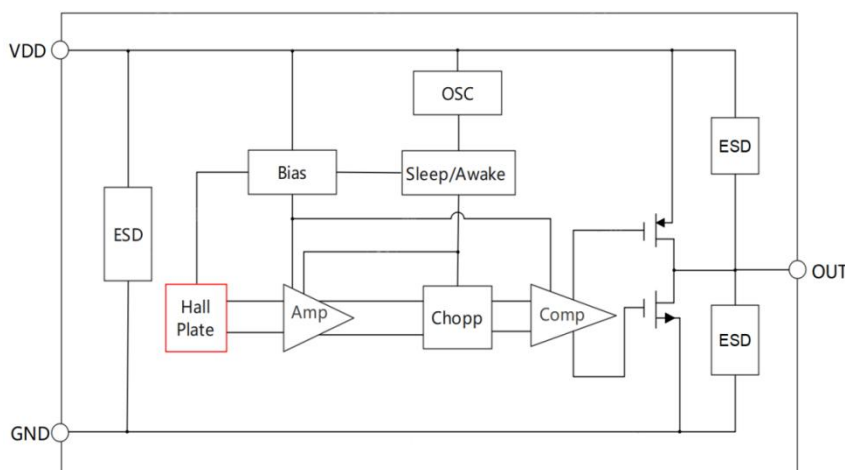 VDD
OSC
ESD
Bias
Sleep/Awake
ESD
Hall
Plate
Amp
Chopp
Comp
OUT
ESD
GND